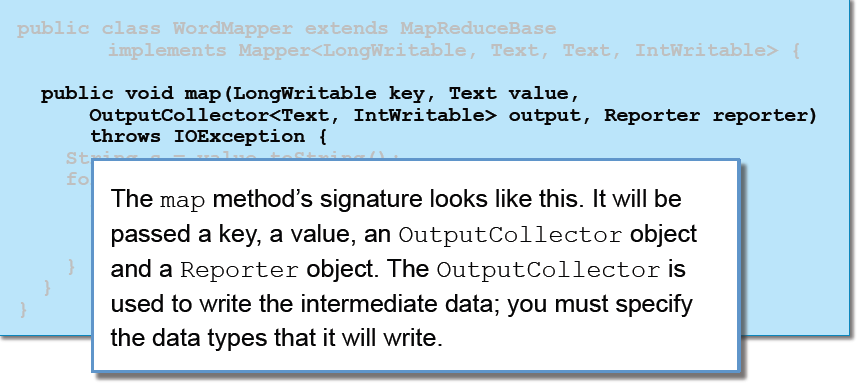 public class WordMapper extends MapReduceBase
implements Mapper<LongWritable, Text, Text, IntWritable> {
public void map(LongWritable key, Text value,
OutputCollector<Text, IntWritable> output, Reporter reporter)
throws IOException {
String s = value.toString();
fo
The map method’s signature looks like this. It will be
passed a key, a value, an OutputCollector object
and a Reporter object. The OutputCollector is
used to write the intermediate data; you must specify
the data types that it will write.
}
}
}